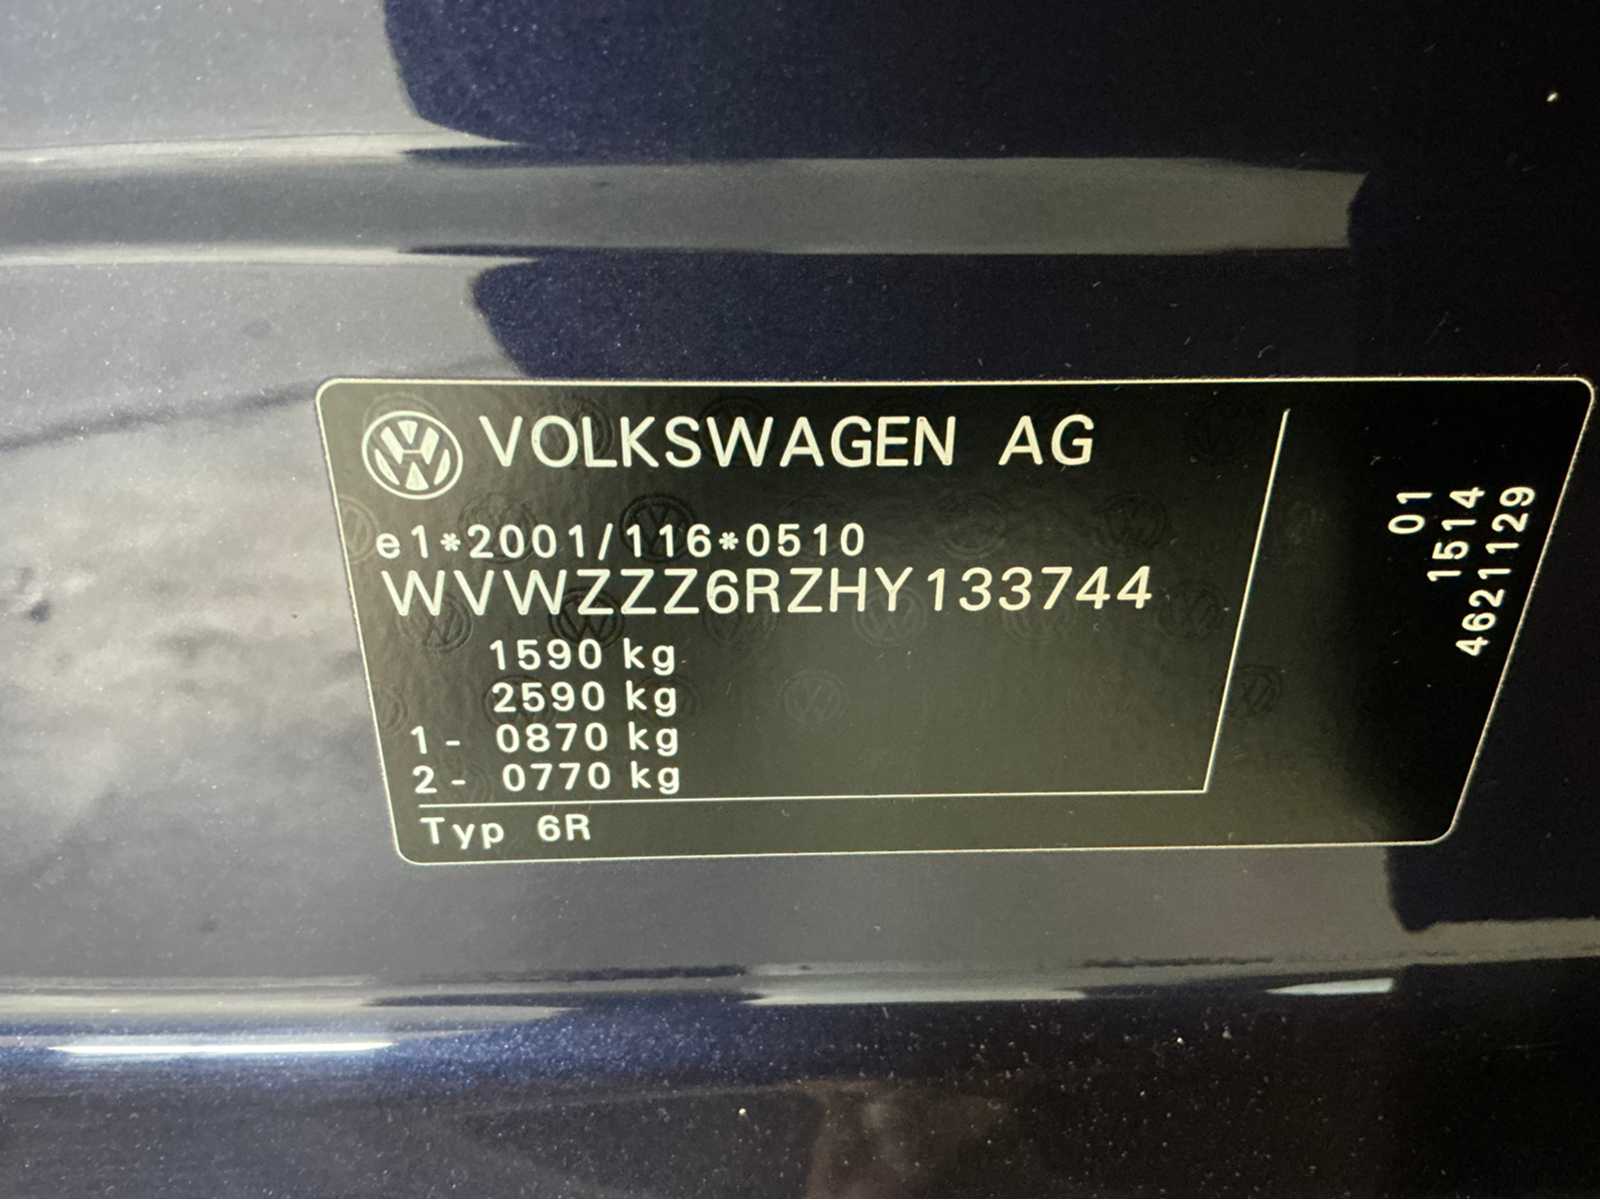 VOLKSWAGEN AG
e1*2001/116*0510
WVWZZZ6RZHY133744
1590 kg
2590 kg
1- 0870 kg
2- 0770 kg
Typ 6R
01
1514
4621129